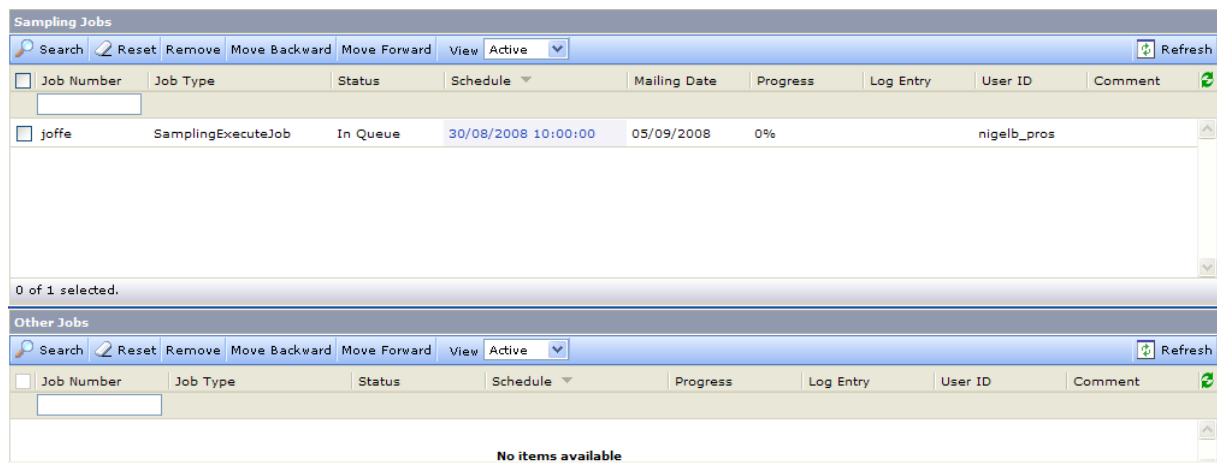 Sampling Jobs
Search Reset Remove Move Backward Move Forward View Active Refresh
Job Number Job Type Status Schedule Mailing Date Progress Log Entry User ID Comment
joffe SamplingExecuteJob In Queue 30/08/2008 10:00:00 05/09/2008 0% nigelb_pros
0 of 1 selected.
Other Jobs
Search Reset Remove Move Backward Move Forward View Active Refresh
Job Number Job Type Status Schedule Progress Log Entry User ID Comment
No items available